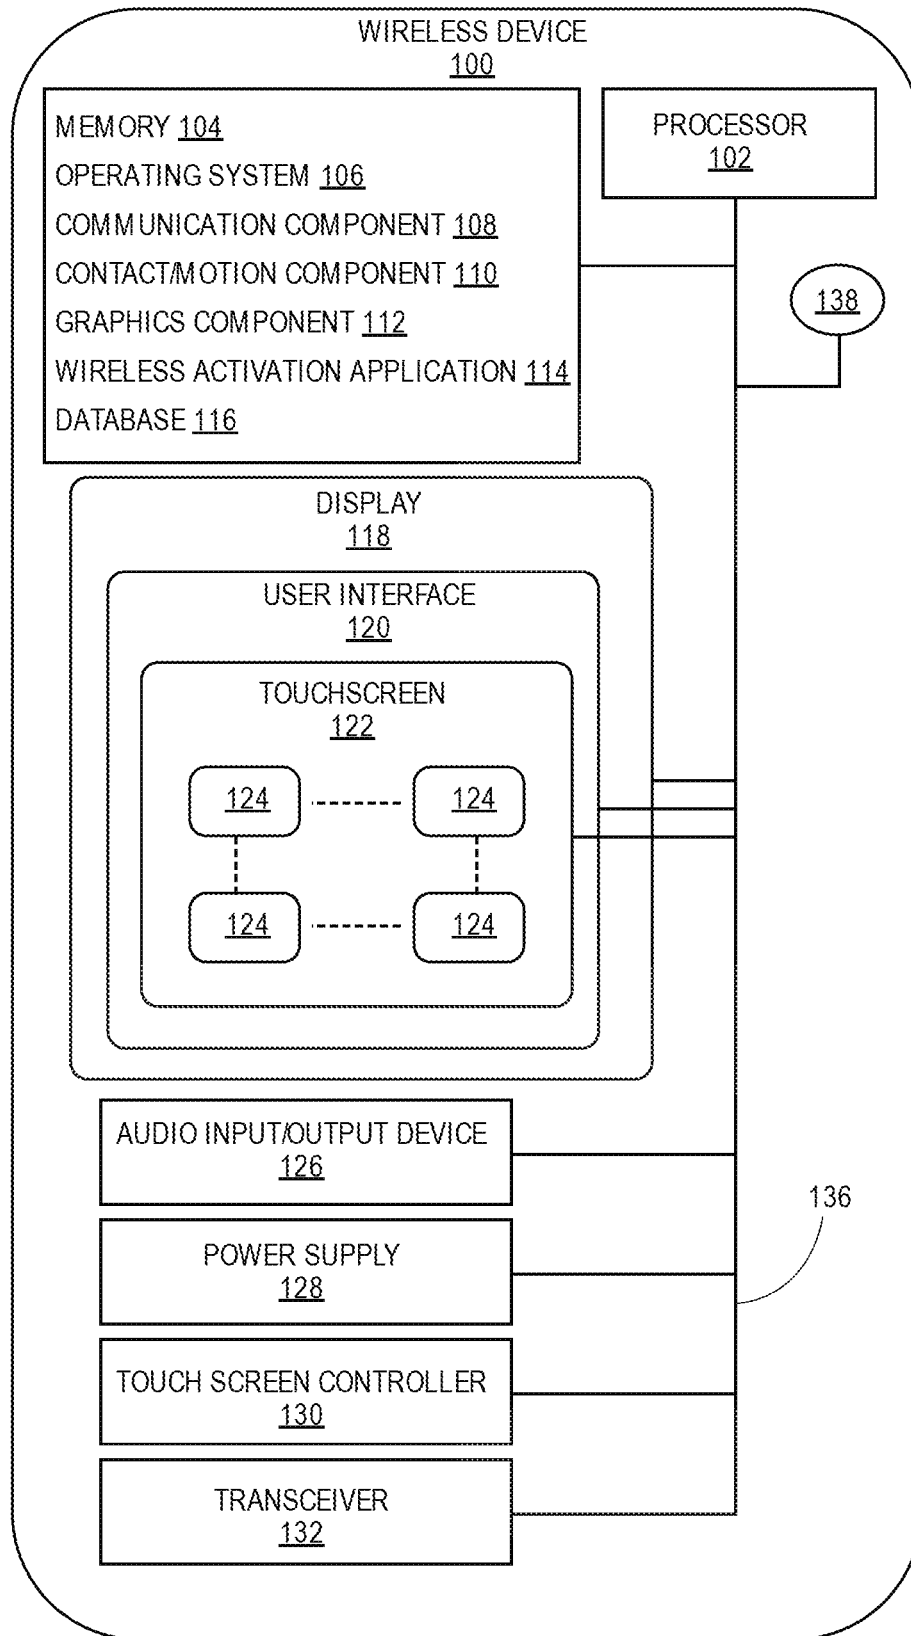 WIRELESS DEVICE
100
MEMORY 104
OPERATING SYSTEM 106
COMMUNICATION COMPONENT 108
CONTACT/MOTION COMPONENT 110
GRAPHICS COMPONENT 112
WIRELESS ACTIVATION APPLICATION 114
DATABASE 116
PROCESSOR
102
138
DISPLAY
118
USER INTERFACE
120
TOUCHSCREEN
122
124
124
124
124
AUDIO INPUT/OUTPUT DEVICE
126
136
POWER SUPPLY
128
TOUCH SCREEN CONTROLLER
130
TRANSCEIVER
132